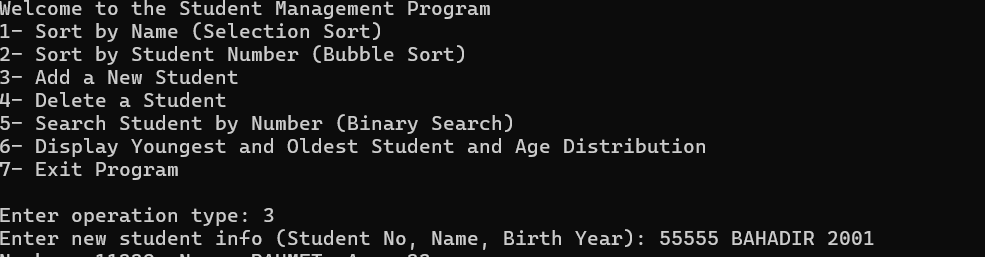 Welcome to the Student Management Program
1- Sort by Name (Selection Sort)
2- Sort by Student Number (Bubble Sort)
3- Add a New Student
4- Delete a Student
5- Search Student by Number (Binary Search)
6- Display Youngest and Oldest Student and Age Distribution
7- Exit Program
Enter operation type: 3
Enter new student info (Student No, Name, Birth Year): 55555 BAHADIR 2001